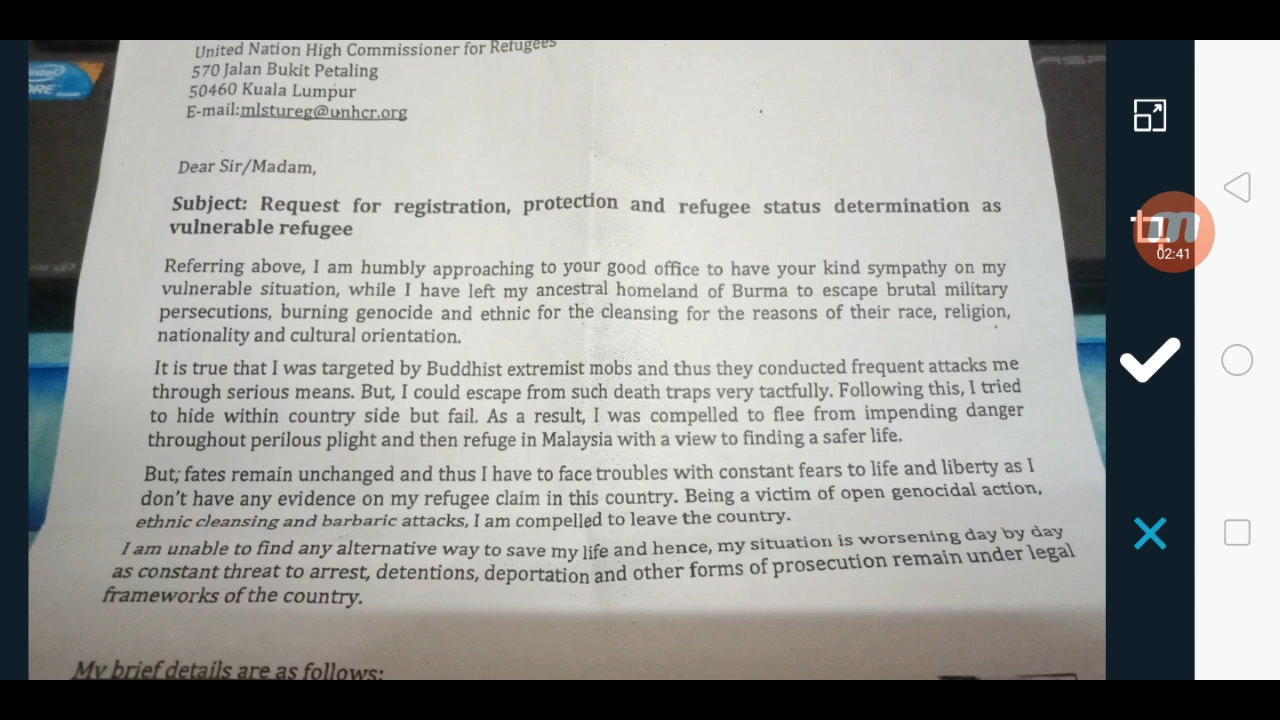 United Nation High Commissioner for Refugees
570 Jalan Bukit Petaling
50460 Kuala Lumpur
E-mail:mlstureg@unhcr.org
intel
Dear Sir/Madam,
Subject: Request for registration, protection and refugee status determination as
vulnerable refugee
Referring above, I am humbly approaching to your good office to have your kind sympathy on my
vulnerable situation, while I have left my ancestral homeland of Burma to escape brutal military
persecutions, burning genocide and ethnic for the cleansing for the reasons of their race, religion,
nationality and cultural orientation.
It is true that I was targeted by Buddhist extremist mobs and thus they conducted frequent attacks me
through serious means. But, I could escape from such death traps very tactfully. Following this, I tried
to hide within country side but fail. As a result, I was compelled to flee from impending danger
throughout perilous plight and then refuge in Malaysia with a view to finding a safer life.
But; fates remain unchanged and thus I have to face troubles with constant fears to life and liberty as I
don't have any evidence on my refugee claim in this country. Being a victim of open genocidal action,
ethnic cleansing and barbaric attacks, I am compelled to leave the country.
I am unable to find any alternative way to save my life and hence, my situation is worsening day by day
as constant threat to arrest, detentions, deportation and other forms of prosecution remain under legal
frameworks of the country.
My brief details are as follows:
02:41